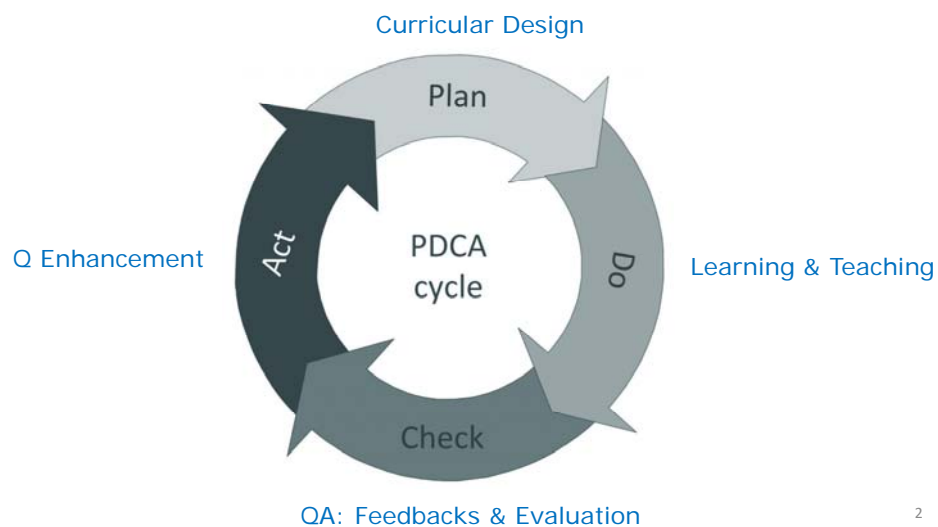 Curricular Design
Plan
Act
Q Enhancement
PDCA
cycle
Do
Learning & Teaching
Check
QA: Feedbacks & Evaluation
2